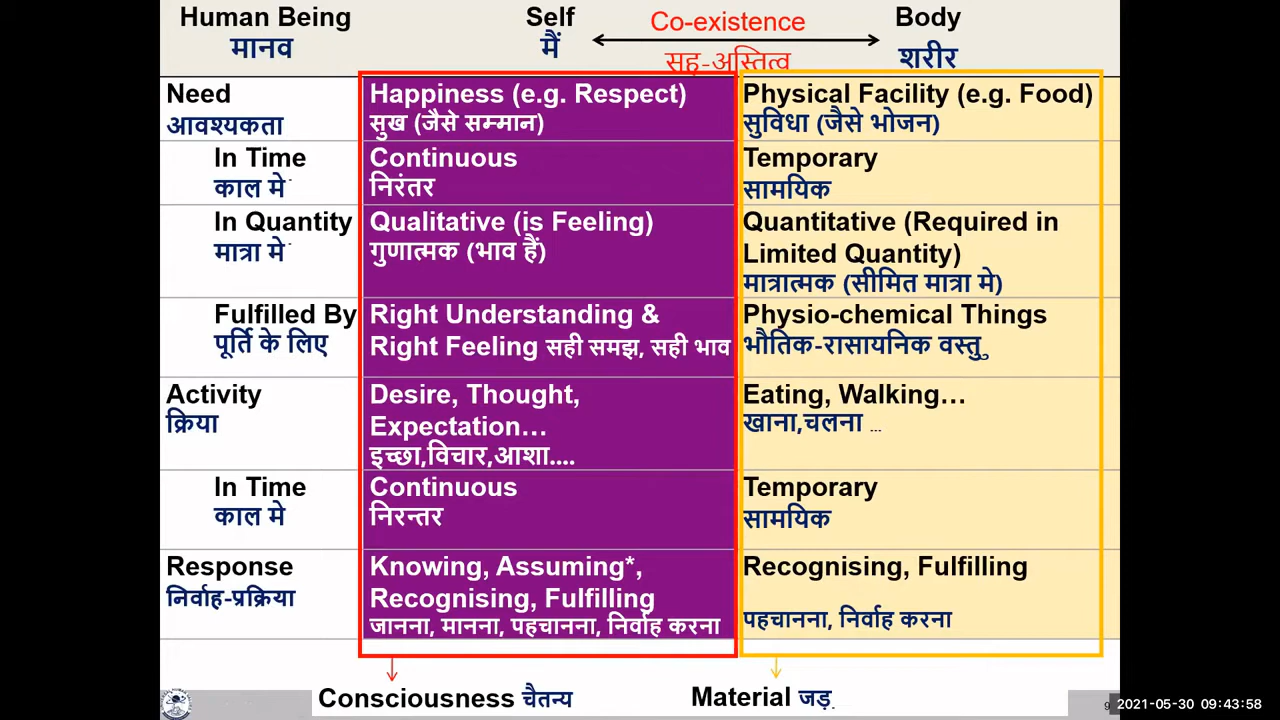 Human Being
मानव
Self
मैं
Co-existence
सह-अस्तित्व
Body
शरीर
Need
आवश्यकता
Happiness (e.g. Respect)
सुख (जैसे सम्मान)
Physical Facility (e.g. Food)
सुविधा (जैसे भोजन)
In Time
काल मे
Continuous
निरंतर
Temporary
सामयिक
In Quantity
मात्रा मे
Qualitative (is Feeling)
गुणात्मक (भाव हैं)
Quantitative (Required in
Limited Quantity)
मात्रात्मक (सीमित मात्रा मे)
Fulfilled By
पूर्ति के लिए
Right Understanding &
Right Feeling सही समझ, सही भाव
Physio-chemical Things
भौतिक-रासायनिक वस्तु
Activity
क्रिया
Desire, Thought,
Expectation…
इच्छा,विचार,आशा....
Eating, Walking…
खाना,चलना ...
In Time
काल मे
Continuous
निरन्तर
Temporary
सामयिक
Response
निर्वाह-प्रक्रिया
Knowing, Assuming*,
Recognising, Fulfilling
जानना, मानना, पहचानना, निर्वाह करना
Recognising, Fulfilling
पहचानना, निर्वाह करना
Consciousness चैतन्य
Material जड़
9
2021-05-30 09:43:58